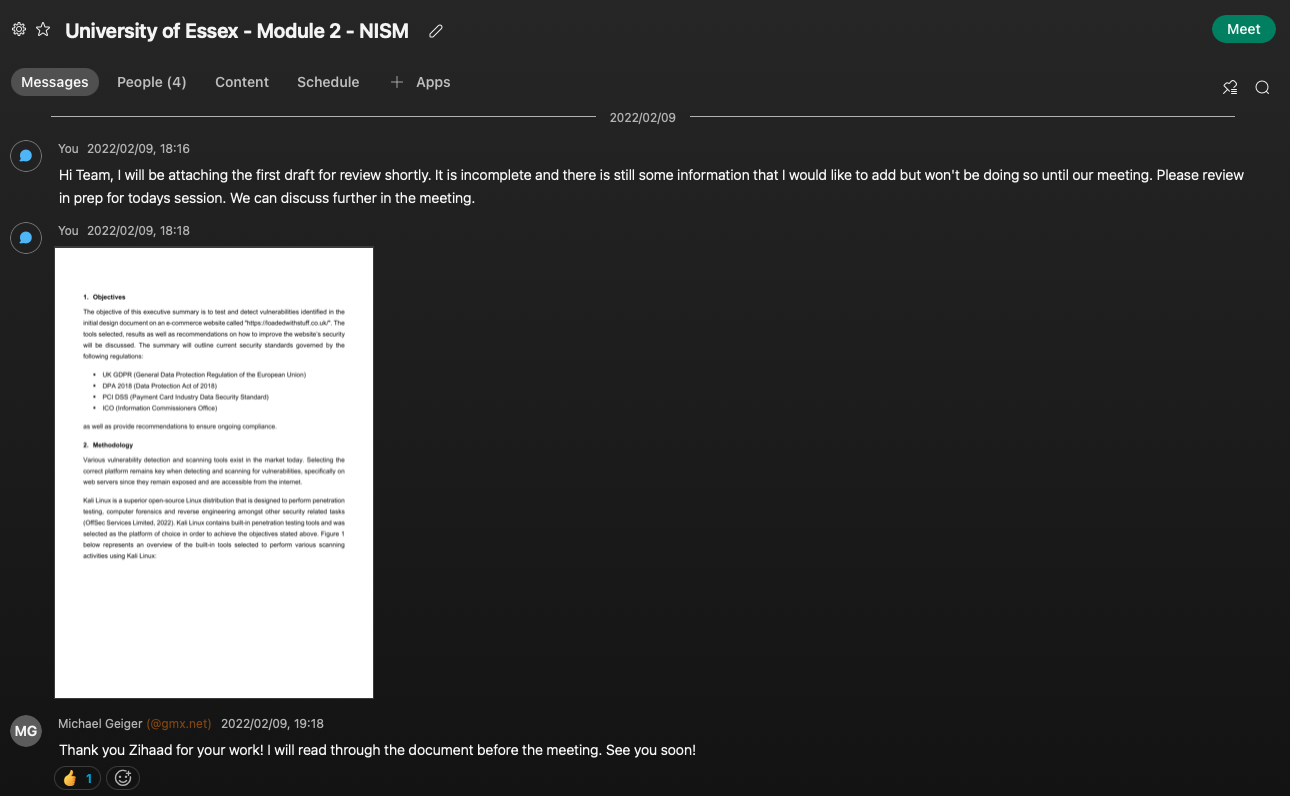 University of Essex - Module 2 - NISM
Meet
Messages People (4) Content Schedule + Apps
2022/02/09
You 2022/02/09, 18:16
Hi Team, I will be attaching the first draft for review shortly. It is incomplete and there is still some information that I would like to add but won't be doing so until our meeting. Please review
in prep for todays session. We can discuss further in the meeting.
You 2022/02/09, 18:18
1. Objectives
The objective of this executive summary is to test and detect vulnerabilities identified in the
initial design document on an e-commerce website called "https://loadedwithstuff.co.uk/". The
tools selected, results as well as recommendations on how to improve the website's security
will be discussed. The summary will outline current security standards governed by the
following regulations:
• UK GDPR (General Data Protection Regulation of the European Union)
• DPA 2018 (Data Protection Act of 2018)
• PCI DSS (Payment Card Industry Data Security Standard)
• ICO (Information Commissioners Office)
as well as provide recommendations to ensure ongoing compliance.
2. Methodology
Various vulnerability detection and scanning tools exist in the market today. Selecting the
correct platform remains key when detecting and scanning for vulnerabilities, specifically on
web servers since they remain exposed and are accessible from the internet.
Kali Linux is a superior open-source Linux distribution that is designed to perform penetration
testing, computer forensics and reverse engineering amongst other security related tasks
(OffSec Services Limited, 2022). Kali Linux contains built-in penetration testing tools and was
selected as the platform of choice in order to achieve the objectives stated above. Figure 1
below represents an overview of the built-in tools selected to perform various scanning
activities using Kali Linux:
MG
Michael Geiger (@gmx.net) 2022/02/09, 19:18
Thank you Zihaad for your work! I will read through the document before the meeting. See you soon!
👍 1